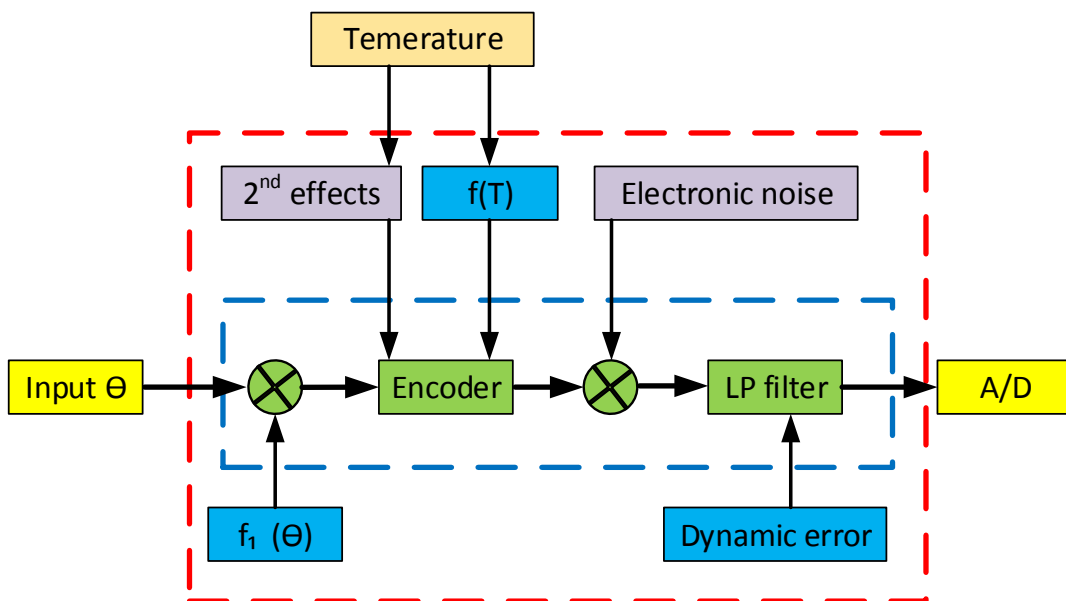 Temerature
2nd effects
f(T)
Electronic noise
Input Ө
Encoder
LP filter
A/D
f₁ (Ө)
Dynamic error